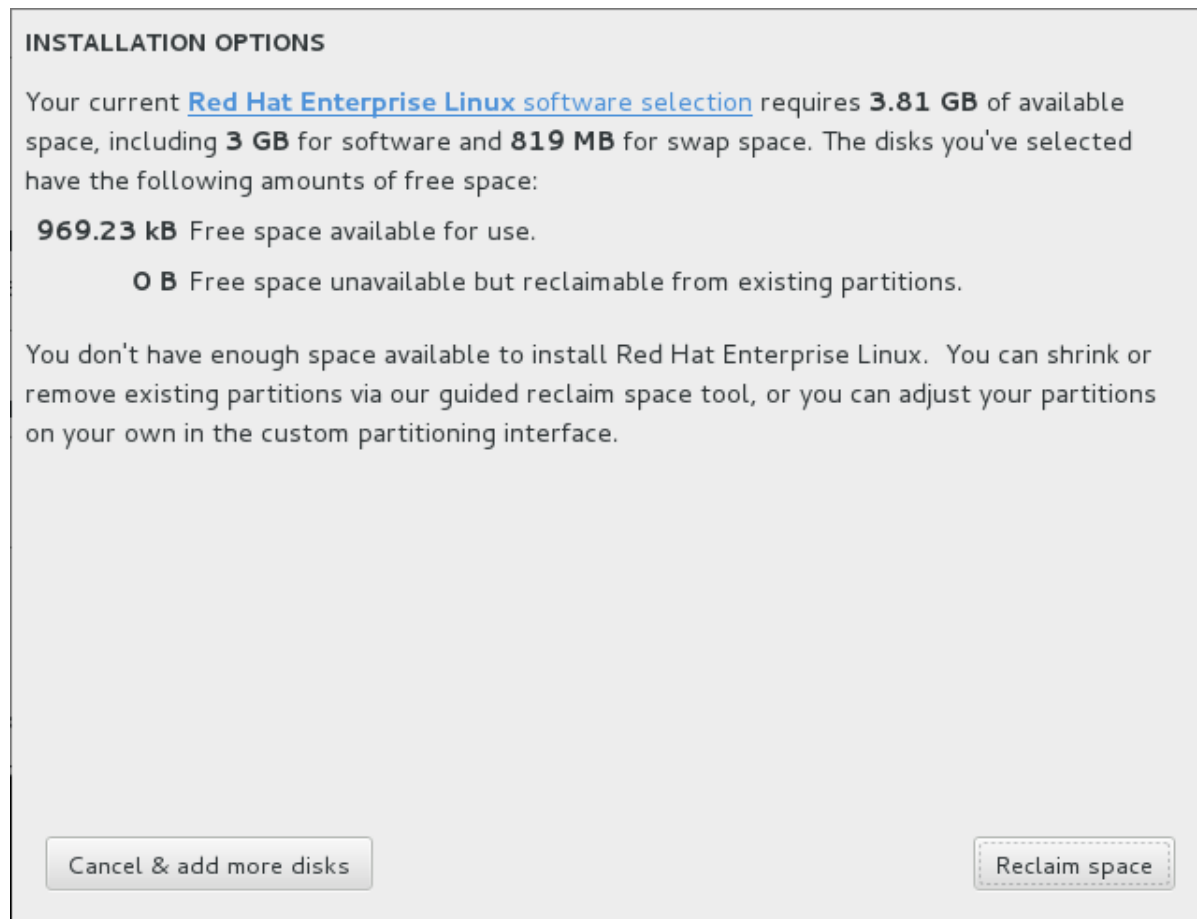 INSTALLATION OPTIONS
Your current Red Hat Enterprise Linux software selection requires 3.81 GB of available
space, including 3 GB for software and 819 MB for swap space. The disks you've selected
have the following amounts of free space:
969.23 kB Free space available for use.
0 B Free space unavailable but reclaimable from existing partitions.
You don't have enough space available to install Red Hat Enterprise Linux.  You can shrink or
remove existing partitions via our guided reclaim space tool, or you can adjust your partitions
on your own in the custom partitioning interface.
Cancel & add more disks
Reclaim space